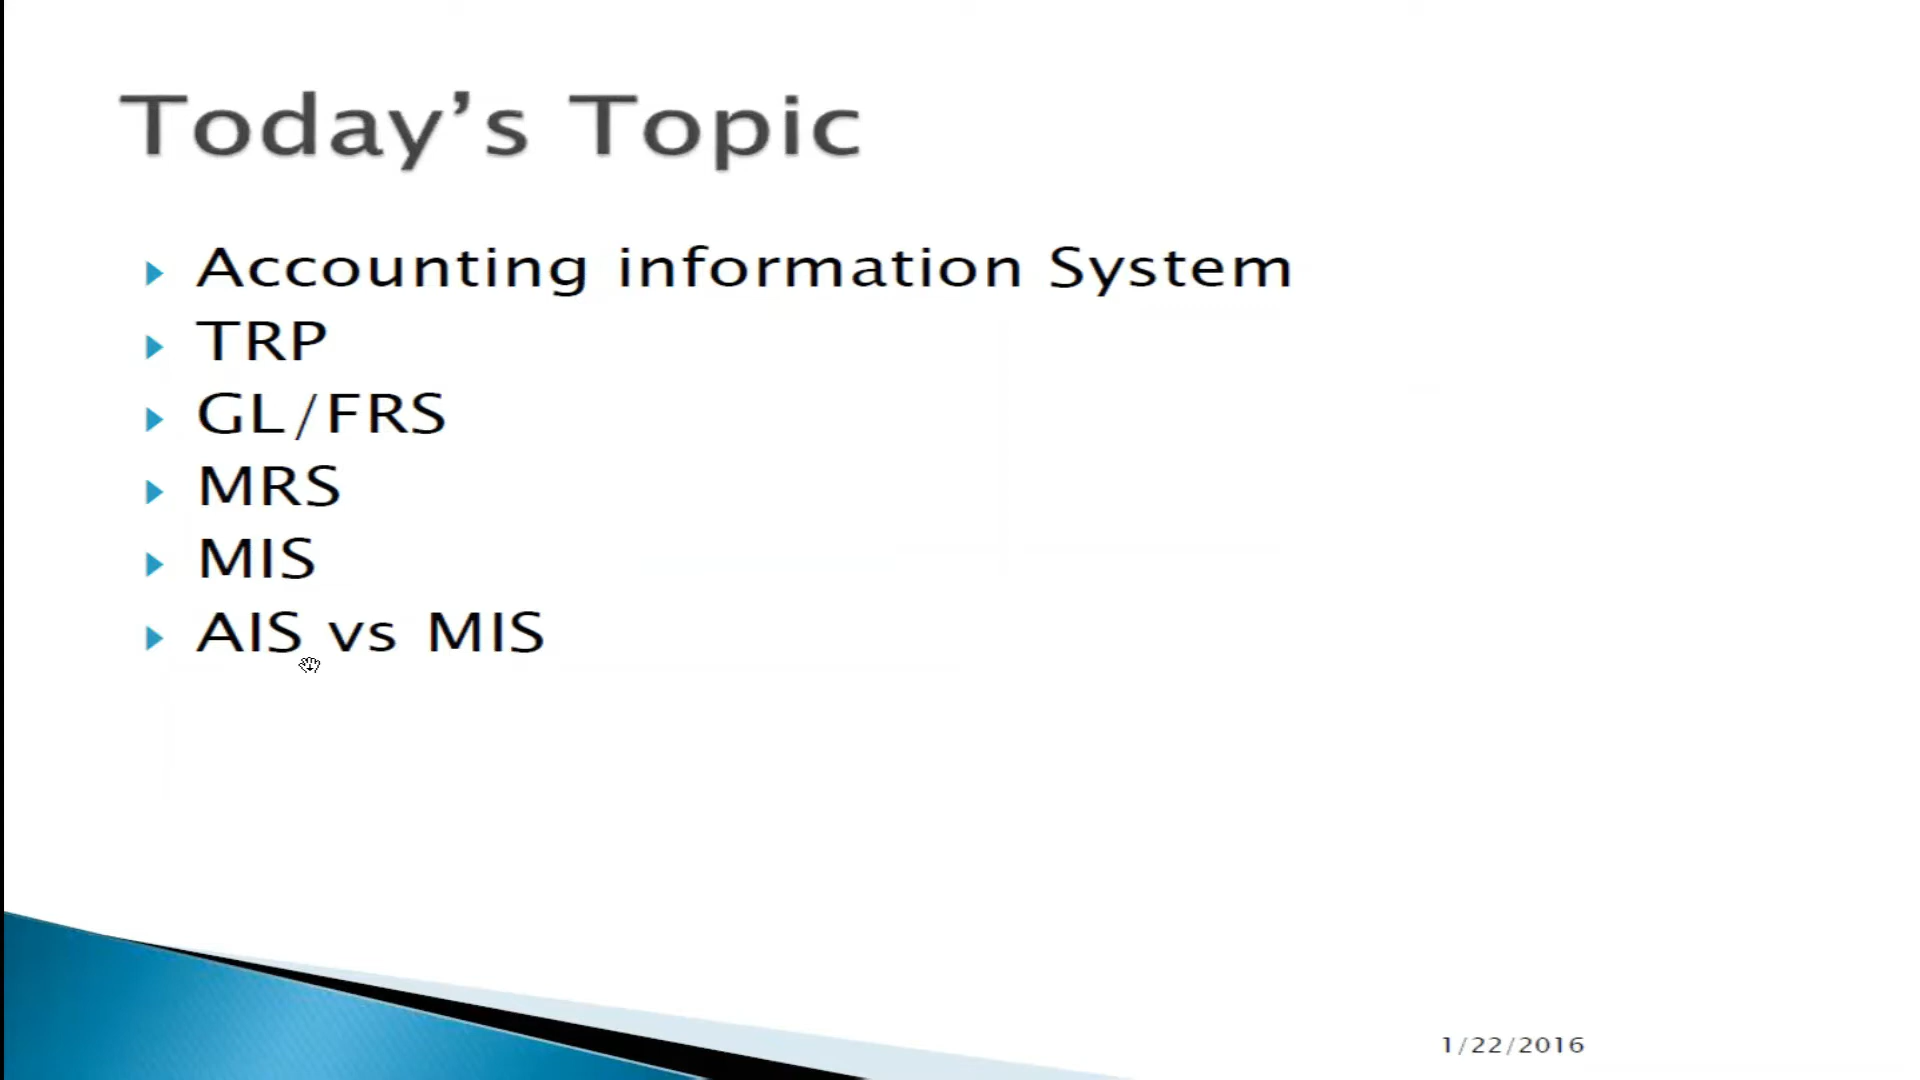 Today’s Topic
Accounting information System
TRP
GL/FRS
MRS
MIS
AIS vs MIS
1/22/2016